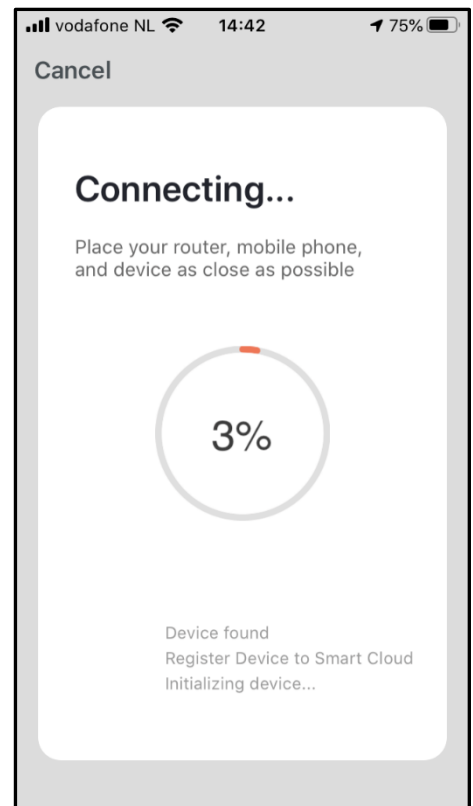 vodafone NL 14:42 75%
Cancel
Connecting...
Place your router, mobile phone,
and device as close as possible
3%
Device found
Register Device to Smart Cloud
Initializing device...